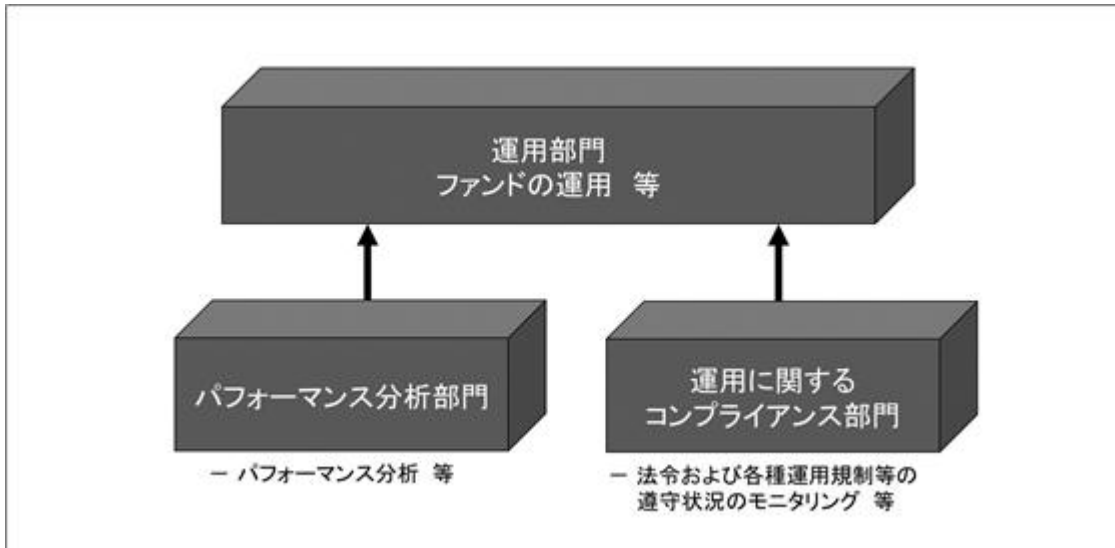 運用部門
ファンドの運用 等
パフォーマンス分析部門
－ パフォーマンス分析 等
運用に関する
コンプライアンス部門
－ 法令および各種運用規制等の
遵守状況のモニタリング 等